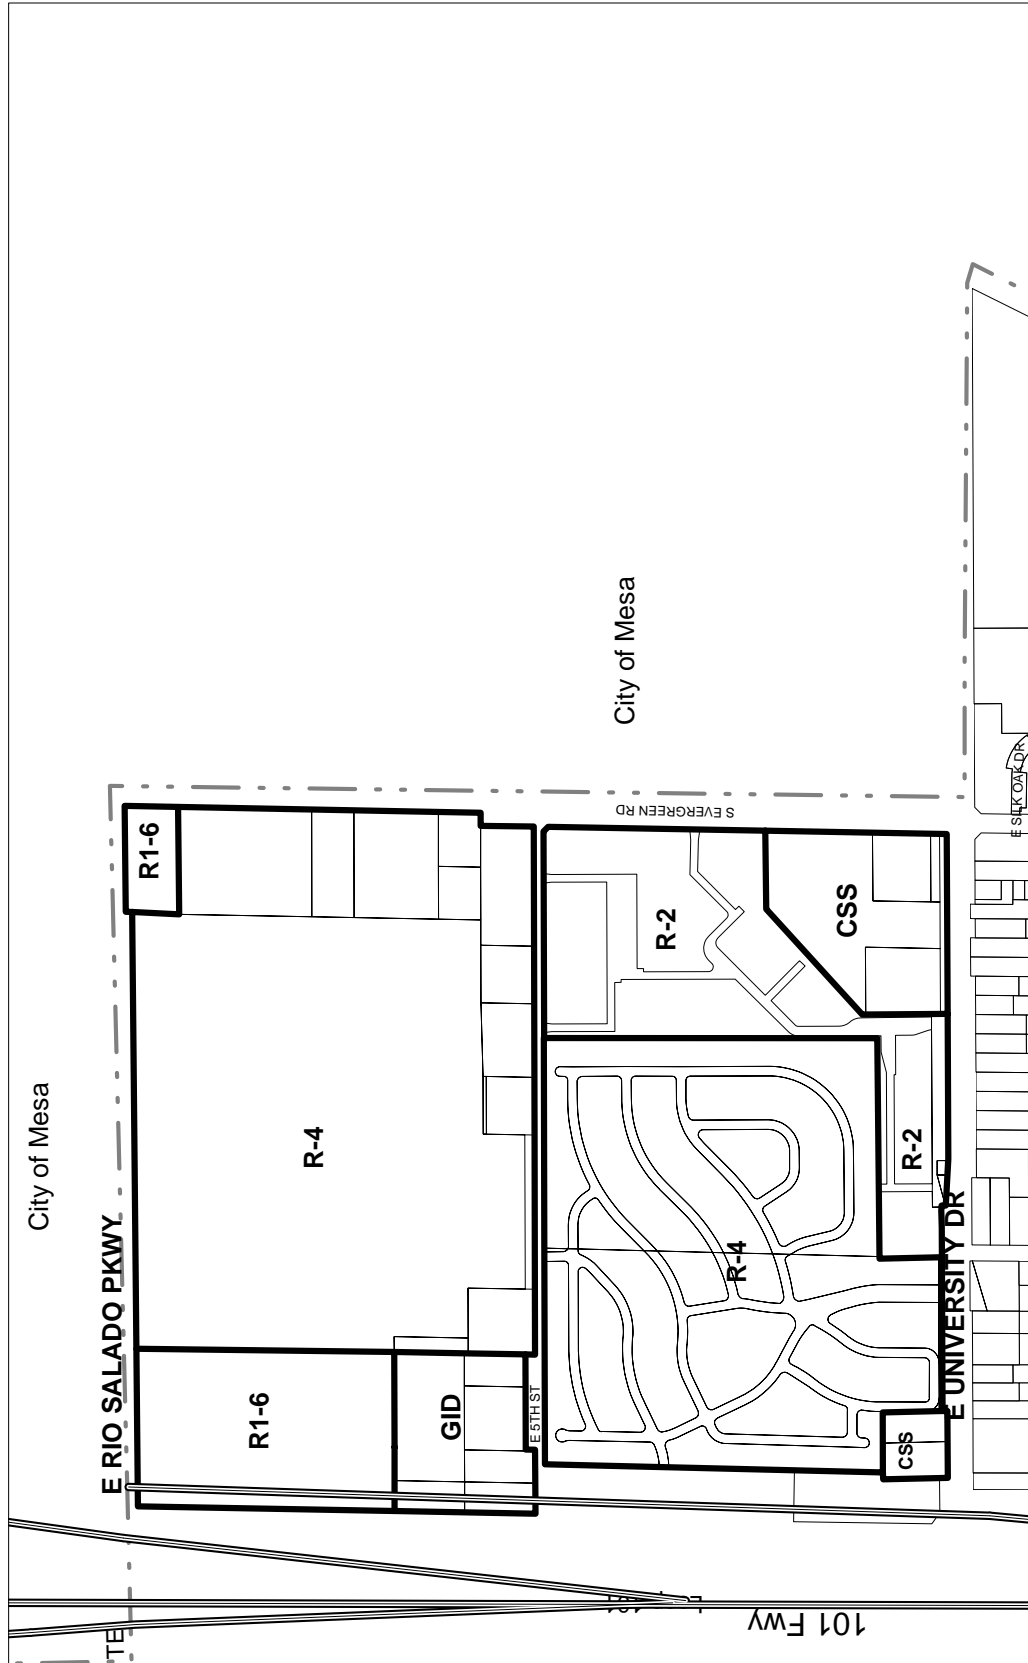 City of Mesa
City of Mesa
E RIO SALADO PKWY
R1-6
R-4
R1-6
GID
E 5TH ST
S EVERGREEN RD
R-2
CSS
R-4
R-2
CSS
E UNIVERSITY DR
E SILK OAK DR
101 Fwy
TE